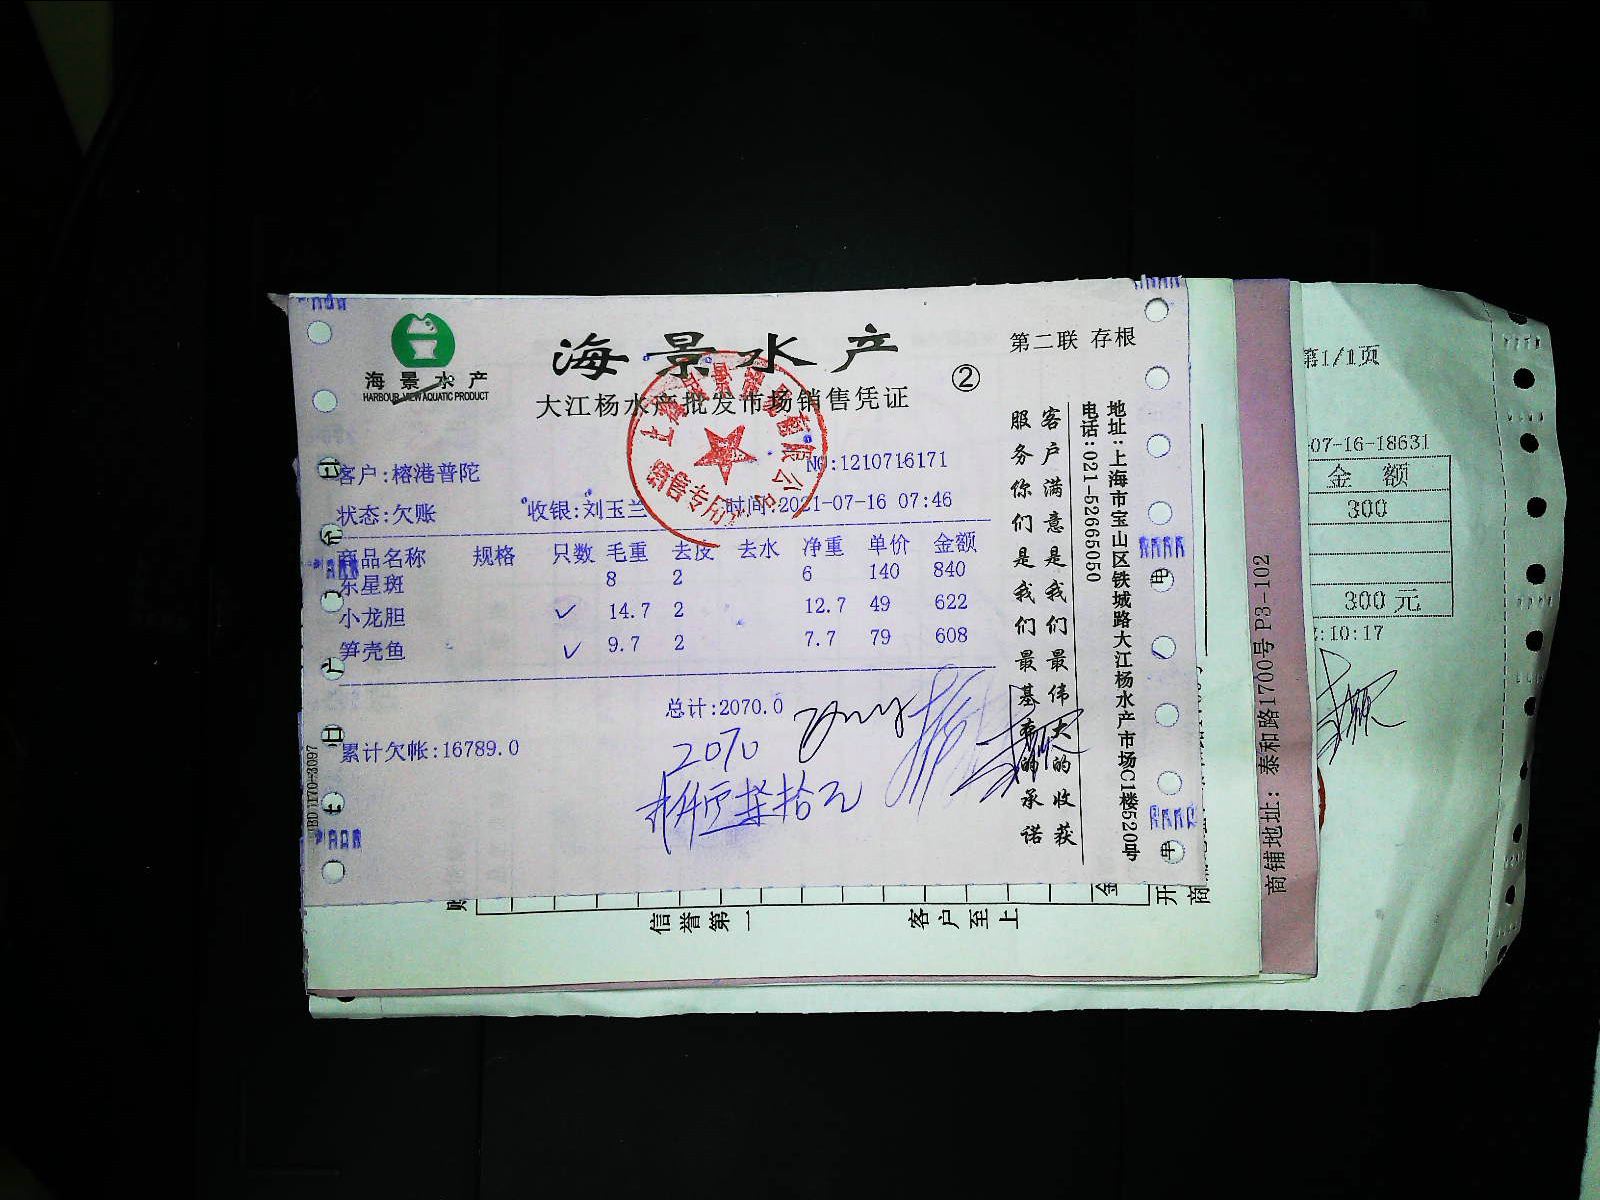 海景水产
HARBOUR VIEW AQUATIC PRODUCT
海景水产
大江杨水产批发市场销售凭证
②
第二联 存根
客户:榕港普陀
NO:1210716171
状态:欠账 收银:刘玉兰 时间:2021-07-16 07:46
商品名称 规格 只数 毛重 去皮 去水 净重 单价 金额
东星斑 8 2 6 140 840
小龙胆 ✓ 14.7 2 12.7 49 622
笋壳鱼 ✓ 9.7 2 7.7 79 608
总计:2070.0
累计欠帐:16789.0
2070
销售专用
客户满意是我们最伟大的收获
服务你们是我们最基本的承诺
地址:上海市宝山区铁城路大江杨水产市场C1楼520号
电话:021-52665050
信誉第一
客户至上
商铺地址:泰和路1700号 P3-102
第1/1页
07-16-18631
金 额
300
300元
:10:17